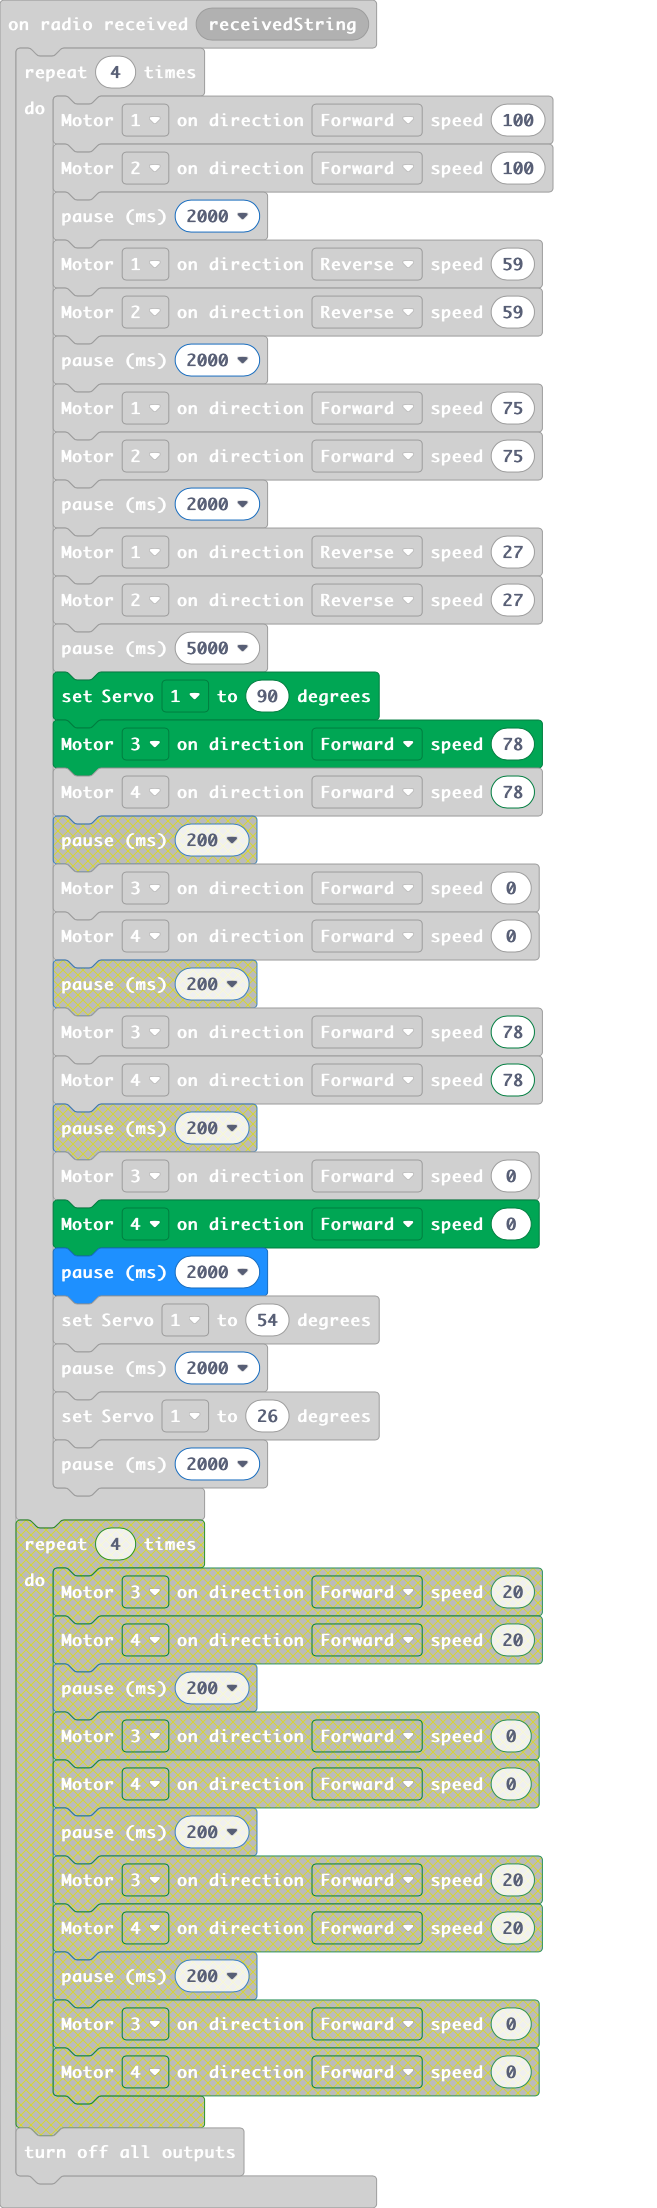 on radio received receivedString
repeat 4 times
do
Motor 1 on direction Forward speed 100
Motor 2 on direction Forward speed 100
pause (ms) 2000
Motor 1 on direction Reverse speed 59
Motor 2 on direction Reverse speed 59
pause (ms) 2000
Motor 1 on direction Forward speed 75
Motor 2 on direction Forward speed 75
pause (ms) 2000
Motor 1 on direction Reverse speed 27
Motor 2 on direction Reverse speed 27
pause (ms) 5000
set Servo 1 to 90 degrees
Motor 3 on direction Forward speed 78
Motor 4 on direction Forward speed 78
pause (ms) 200
Motor 3 on direction Forward speed 0
Motor 4 on direction Forward speed 0
pause (ms) 200
Motor 3 on direction Forward speed 78
Motor 4 on direction Forward speed 78
pause (ms) 200
Motor 3 on direction Forward speed 0
Motor 4 on direction Forward speed 0
pause (ms) 2000
set Servo 1 to 54 degrees
pause (ms) 2000
set Servo 1 to 26 degrees
pause (ms) 2000
repeat 4 times
do
Motor 3 on direction Forward speed 20
Motor 4 on direction Forward speed 20
pause (ms) 200
Motor 3 on direction Forward speed 0
Motor 4 on direction Forward speed 0
pause (ms) 200
Motor 3 on direction Forward speed 20
Motor 4 on direction Forward speed 20
pause (ms) 200
Motor 3 on direction Forward speed 0
Motor 4 on direction Forward speed 0
turn off all outputs